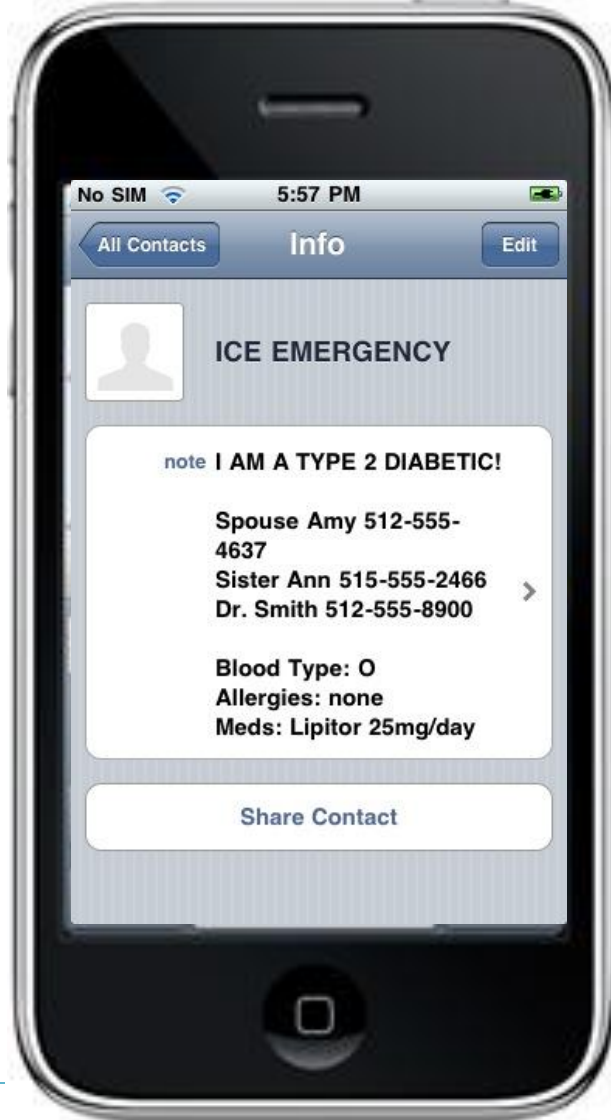 No SIM 5:57 PM
All Contacts Info Edit
ICE EMERGENCY
note I AM A TYPE 2 DIABETIC!
Spouse Amy 512-555-
4637
Sister Ann 515-555-2466
Dr. Smith 512-555-8900
Blood Type: O
Allergies: none
Meds: Lipitor 25mg/day
Share Contact